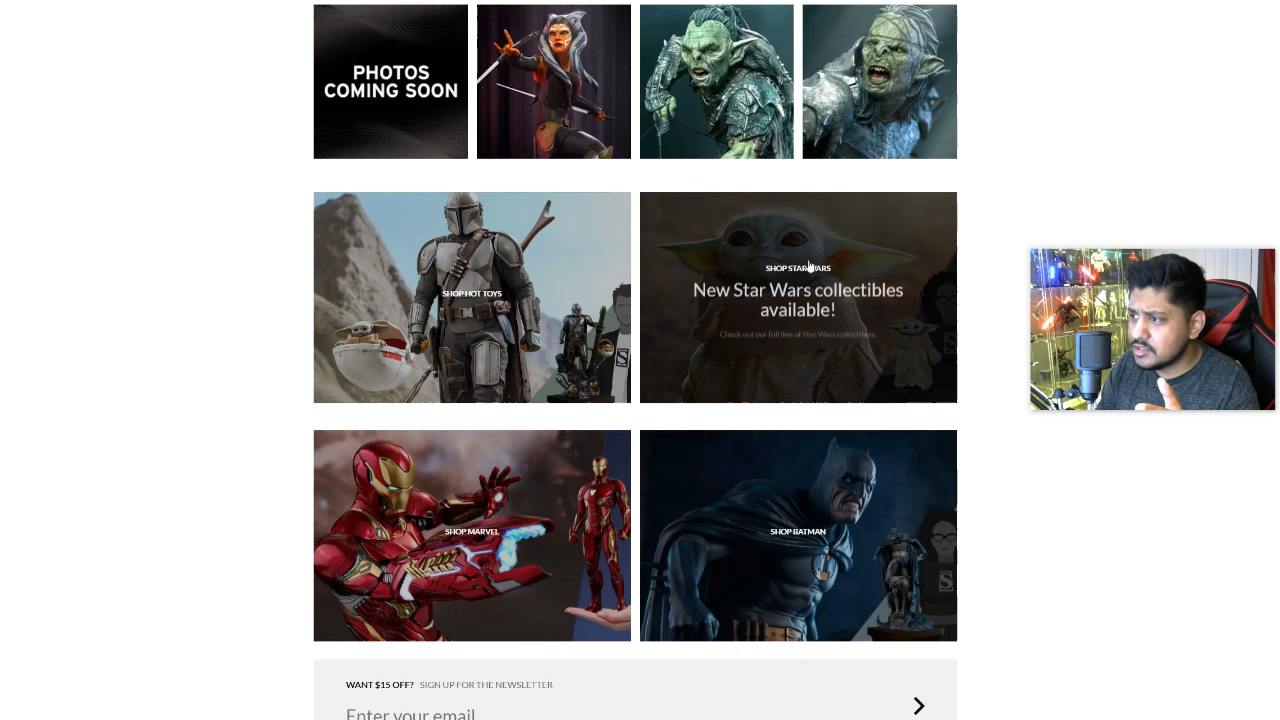 PHOTOS
COMING SOON
SHOP HOT TOYS
SHOP STAR WARS
New Star Wars collectibles
available!
Check out our full line of Star Wars collectibles.
SHOP MARVEL
SHOP BATMAN
WANT $15 OFF? SIGN UP FOR THE NEWSLETTER
Enter your email